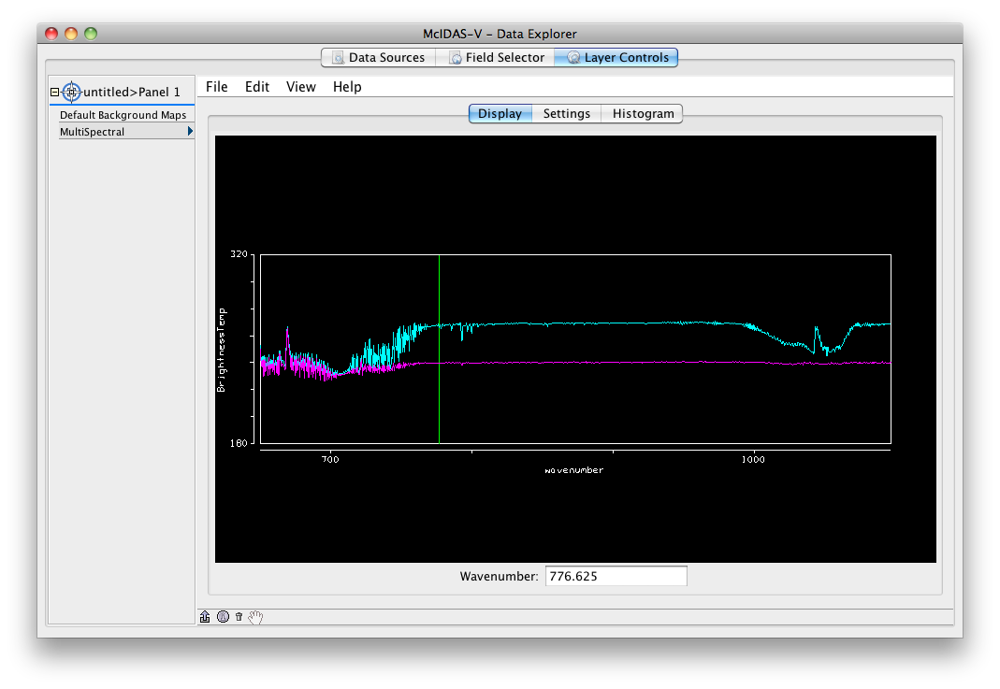 McIDAS-V – Data Explorer
Data Sources Field Selector Layer Controls
untitled>Panel 1
Default Background Maps
MultiSpectral
File Edit View Help
Display Settings Histogram
320
BrightnessTemp
180
700 1000
wavenumber
Wavenumber: 776.625